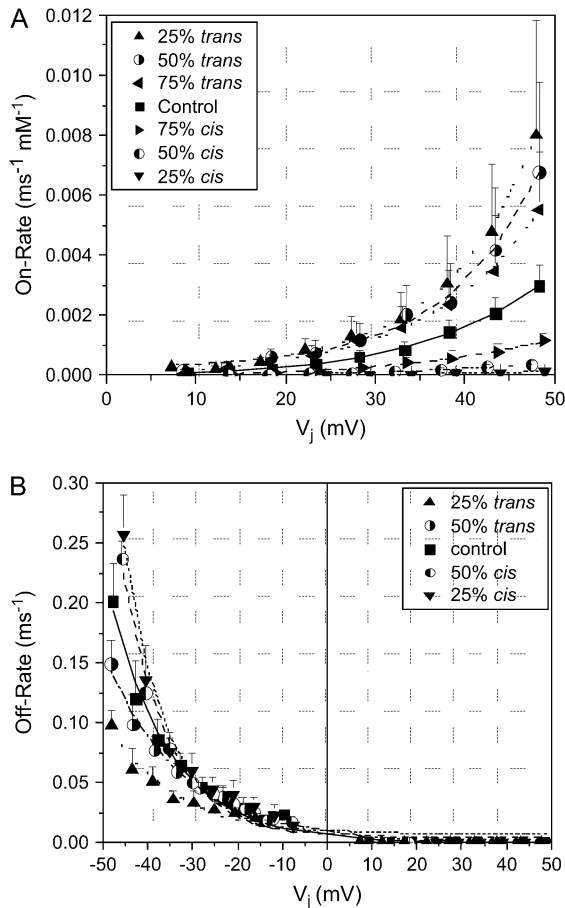 A
0.012
0.010
0.008
0.006
0.004
0.002
0.000
On-Rate (ms-1 mM-1)
25% trans
50% trans
75% trans
Control
75% cis
50% cis
25% cis
0 10 20 30 40 50
Vj (mV)
B
0.30
0.25
0.20
0.15
0.10
0.05
0.00
Off-Rate (ms-1)
25% trans
50% trans
control
50% cis
25% cis
-50 -40 -30 -20 -10 0 10 20 30 40 50
Vj (mV)